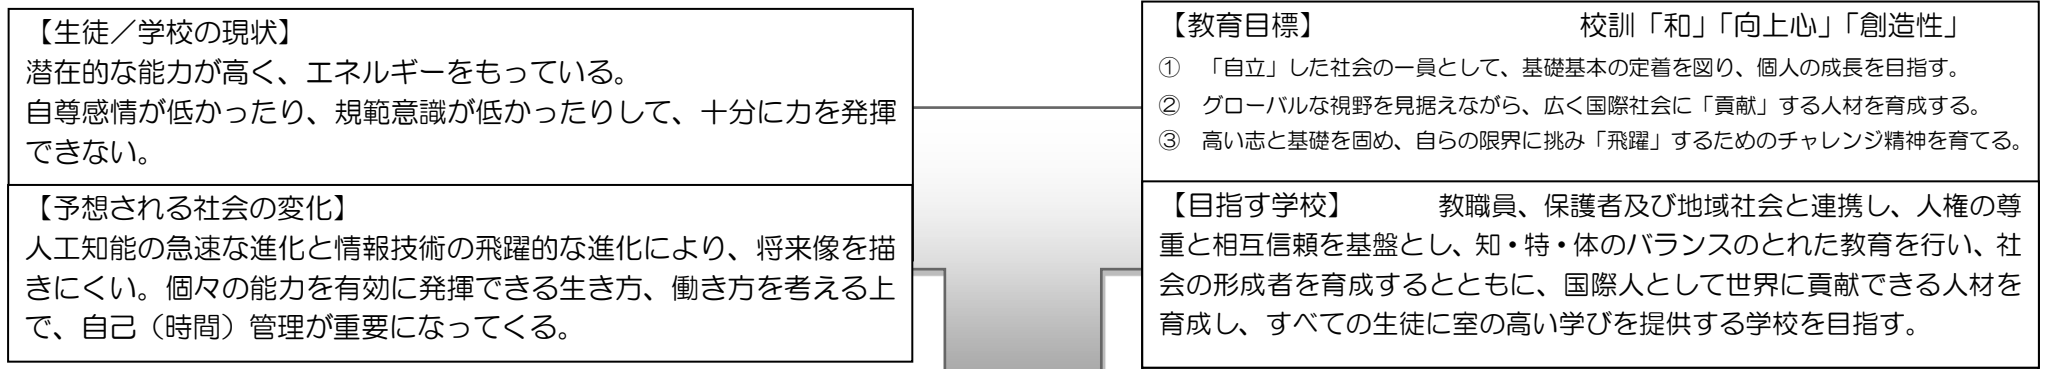 【生徒／学校の現状】
潜在的な能力が高く、エネルギーをもっている。
自尊感情が低かったり、規範意識が低かったりして、十分に力を発揮
できない。
【予想される社会の変化】
人工知能の急速な進化と情報技術の飛躍的な進化により、将来像を描
きにくい。個々の能力を有効に発揮できる生き方、働き方を考える上
で、自己（時間）管理が重要になってくる。
【教育目標】 校訓「和」「向上心」「創造性」
① 「自立」した社会の一員として、基礎基本の定着を図り、個人の成長を目指す。
② グローバルな視野を見据えながら、広く国際社会に「貢献」する人材を育成する。
③ 高い志と基礎を固め、自らの限界に挑み「飛躍」するためのチャレンジ精神を育てる。
【目指す学校】 教職員、保護者及び地域社会と連携し、人権の尊
重と相互信頼を基盤とし、知・特・体のバランスのとれた教育を行い、社
会の形成者を育成するとともに、国際人として世界に貢献できる人材を
育成し、すべての生徒に室の高い学びを提供する学校を目指す。